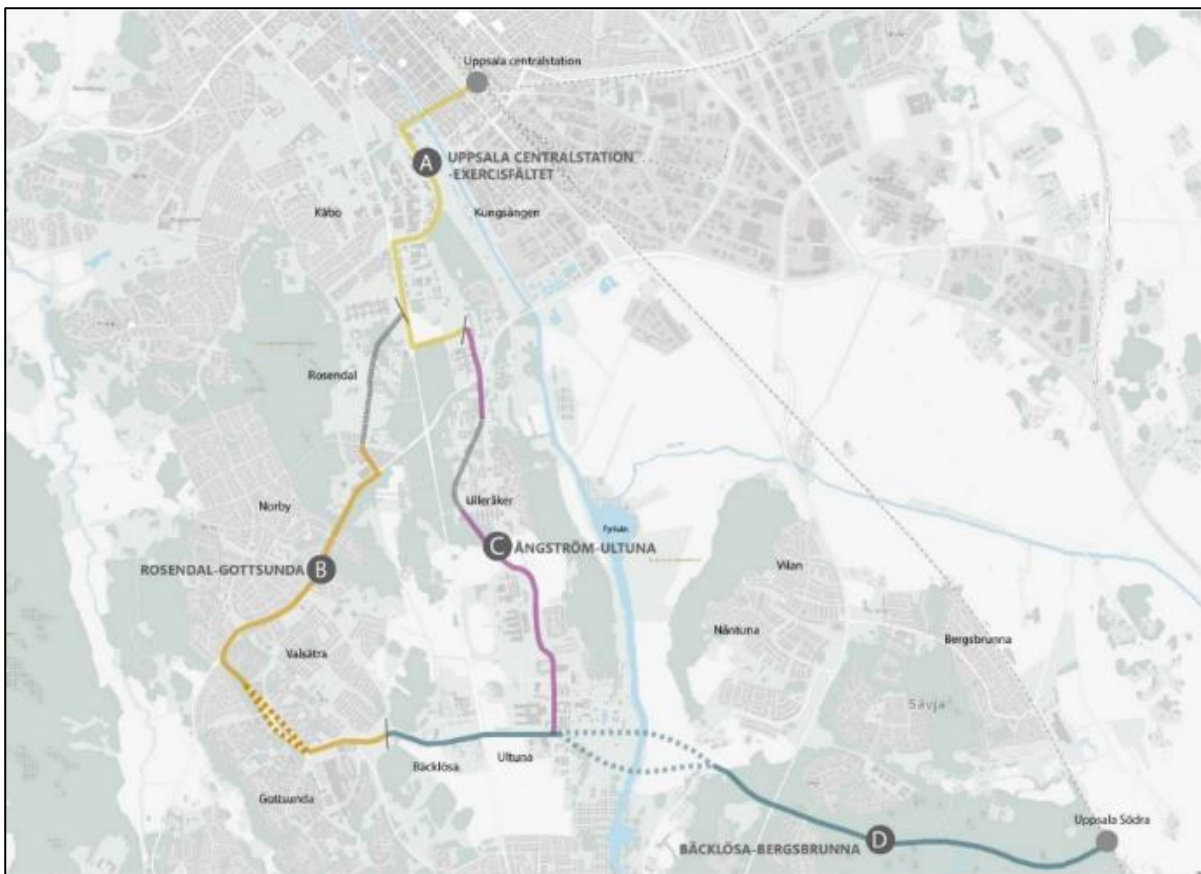 Uppsala centralstation
A
UPPSALA CENTRALSTATION
-EXERCISFÄLTET
Kåbo
Kungsängen
Rosendal
Ulleråker
Norby
Fyrisån
C ÅNGSTRÖM-ULTUNA
ROSENDAL-GOTTSUNDA B
Vilan
Nåntuna
Bergsbrunna
Valsätra
Sävja
Bäcklösa
Ultuna
Gottsunda
Uppsala Södra
BÄCKLÖSA-BERGSBRUNNA D